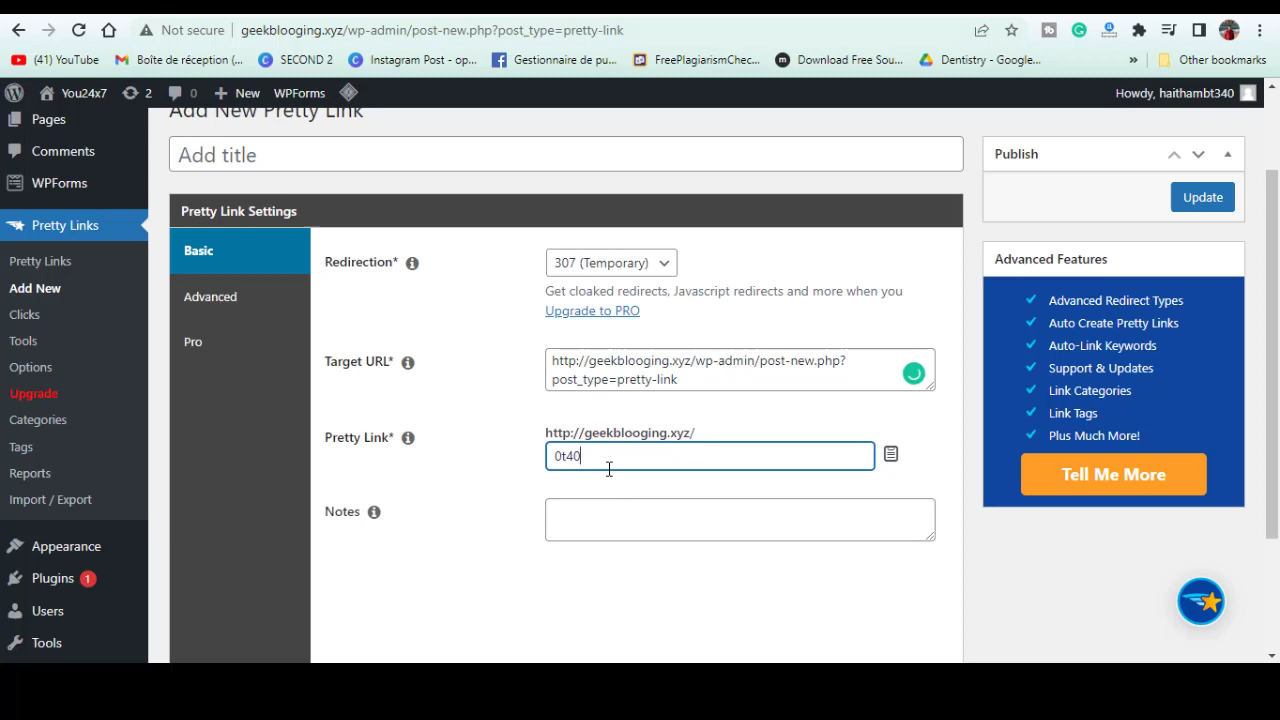 Not secure geekblooging.xyz/wp-admin/post-new.php?post_type=pretty-link
(41) YouTube Boîte de réception (... SECOND 2 Instagram Post - op... Gestionnaire de pu... FreePlagiarismChec... Download Free Sou... Dentistry - Google... » Other bookmarks
You24x7 2 0 New WPForms Howdy, haithambt340
Pages
Comments
WPForms
Pretty Links
Pretty Links
Add New
Clicks
Tools
Options
Upgrade
Categories
Tags
Reports
Import / Export
Appearance
Plugins 1
Users
Tools
Add New Pretty Link
Add title
Pretty Link Settings
Basic
Advanced
Pro
Redirection*
307 (Temporary)
Get cloaked redirects, Javascript redirects and more when you
Upgrade to PRO
Target URL*
http://geekblooging.xyz/wp-admin/post-new.php?
post_type=pretty-link
Pretty Link*
http://geekblooging.xyz/
0t40
Notes
Publish
Update
Advanced Features
Advanced Redirect Types
Auto Create Pretty Links
Auto-Link Keywords
Support & Updates
Link Categories
Link Tags
Plus Much More!
Tell Me More